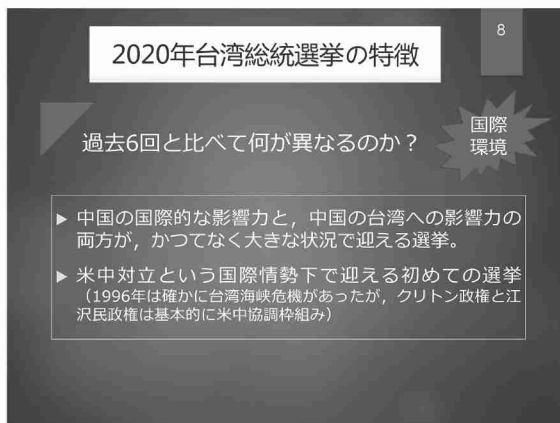 8
2020年台湾総統選挙の特徴
過去6回と比べて何が異なるのか？
国際
環境
▶ 中国の国際的な影響力と，中国の台湾への影響力の
両方が，かつてなく大きな状況で迎える選挙。
▶ 米中対立という国際情勢下で迎える初めての選挙
（1996年は確かに台湾海峡危機があったが，クリトン政権と江
沢民政権は基本的に米中協調枠組み）